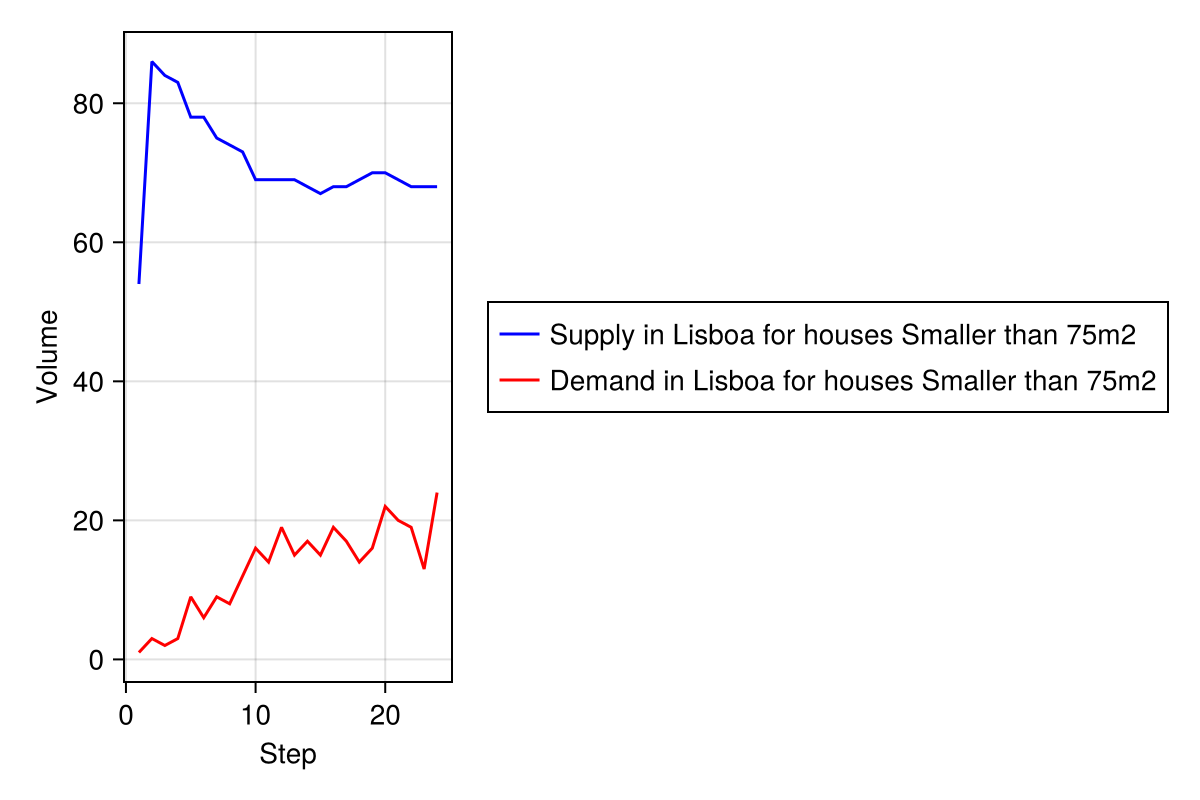 80
60
40
20
0
Volume
0 10 20
Step
Supply in Lisboa for houses Smaller than 75m2
Demand in Lisboa for houses Smaller than 75m2